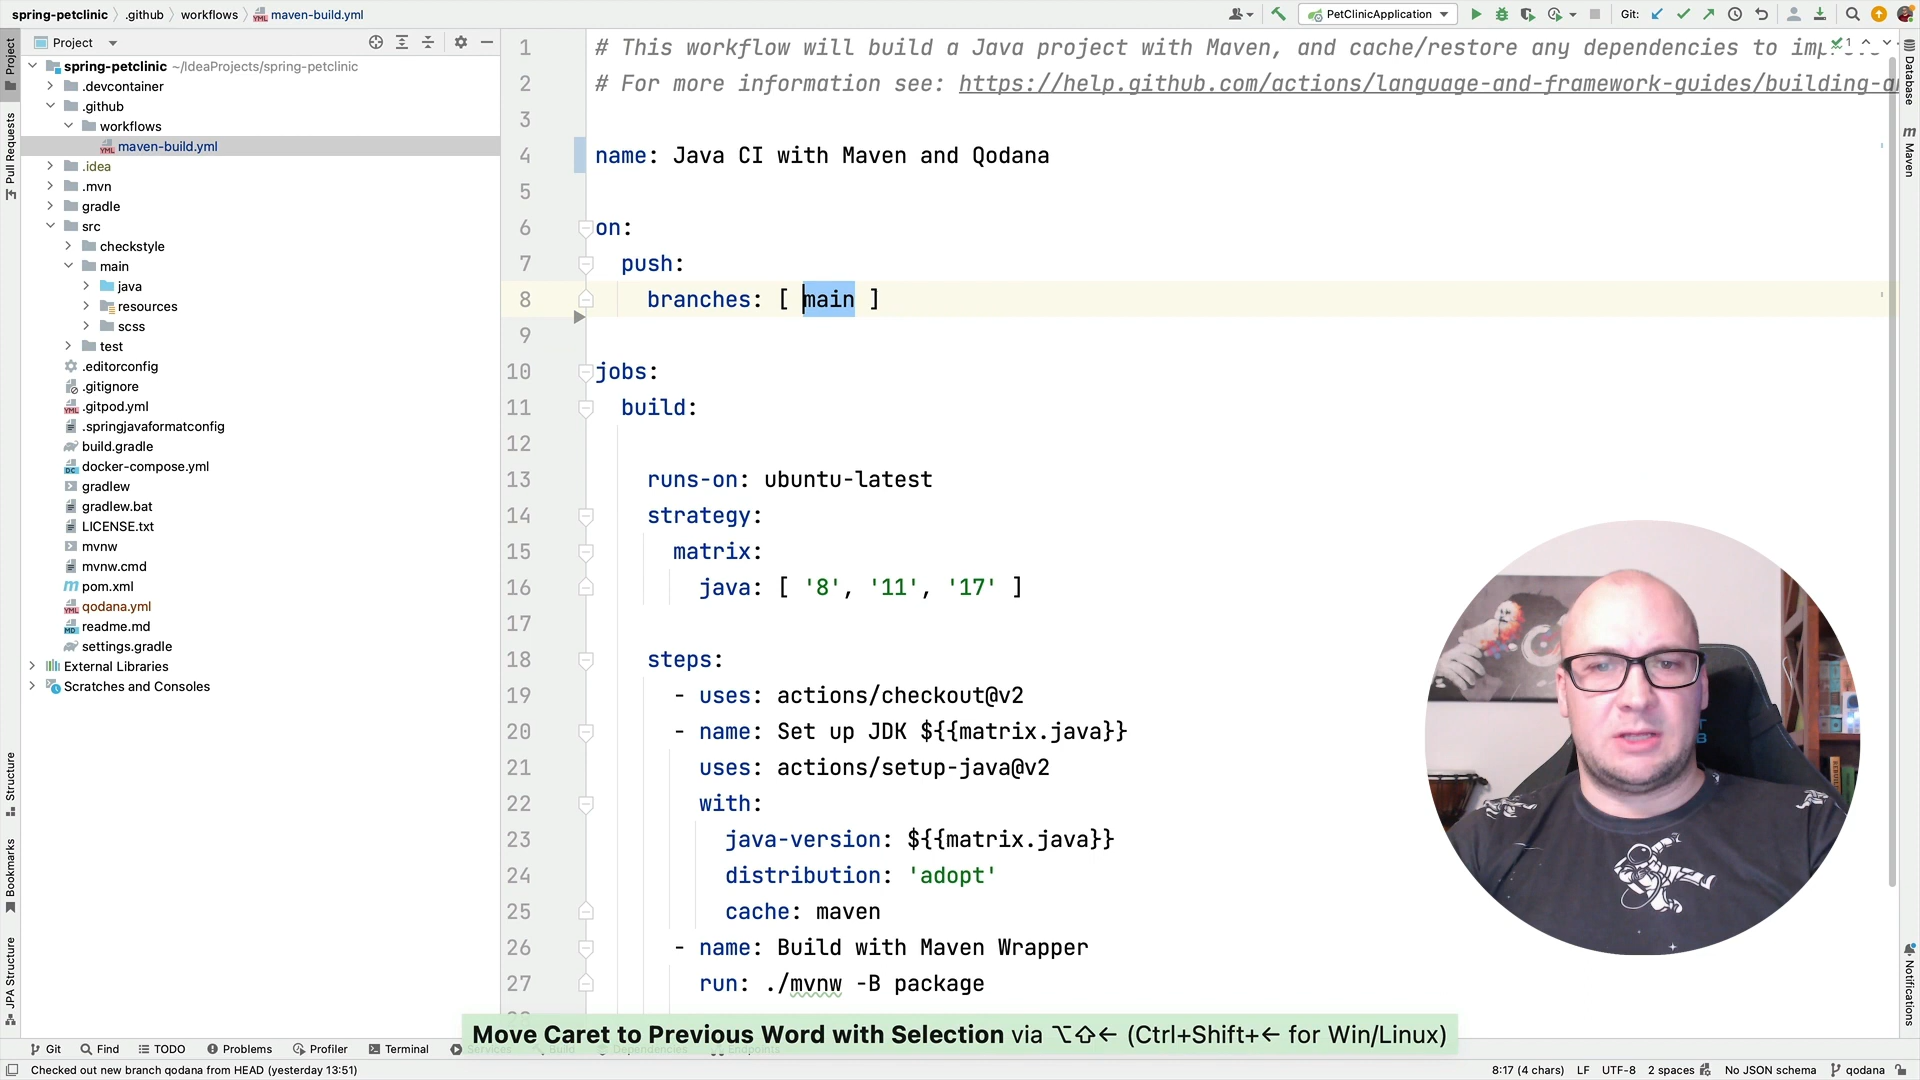 spring-petclinic
.github
workflows
maven-build.yml
PetClinicApplication
Git:
Project
Project
spring-petclinic ~/IdeaProjects/spring-petclinic
.devcontainer
.github
workflows
maven-build.yml
.idea
.mvn
gradle
src
checkstyle
main
java
resources
scss
test
.editorconfig
.gitignore
.gitpod.yml
.springjavaformatconfig
build.gradle
docker-compose.yml
gradlew
gradlew.bat
LICENSE.txt
mvnw
mvnw.cmd
pom.xml
qodana.yml
readme.md
settings.gradle
External Libraries
Scratches and Consoles
Pull Requests
Structure
Bookmarks
JPA Structure
1 # This workflow will build a Java project with Maven, and cache/restore any dependencies to
2 # For more information see: https://help.github.com/actions/language-and-framework-guides/building-a
3
4 name: Java CI with Maven and Qodana
5
6 on:
7 push:
8 branches: [ main ]
9
10 jobs:
11 build:
12
13 runs-on: ubuntu-latest
14 strategy:
15 matrix:
16 java: [ '8', '11', '17' ]
17
18 steps:
19 - uses: actions/checkout@v2
20 - name: Set up JDK ${{matrix.java}}
21 uses: actions/setup-java@v2
22 with:
23 java-version: ${{matrix.java}}
24 distribution: 'adopt'
25 cache: maven
26 - name: Build with Maven Wrapper
27 run: ./mvnw -B package
1
Database
Maven
Notifications
Move Caret to Previous Word with Selection via ⌥⇧← (Ctrl+Shift+← for Win/Linux)
Git
Find
TODO
Problems
Profiler
Terminal
Services
Build
Dependencies
Endpoints
Checked out new branch qodana from HEAD (yesterday 13:51)
8:17 (4 chars)
LF
UTF-8
2 spaces
No JSON schema
qodana